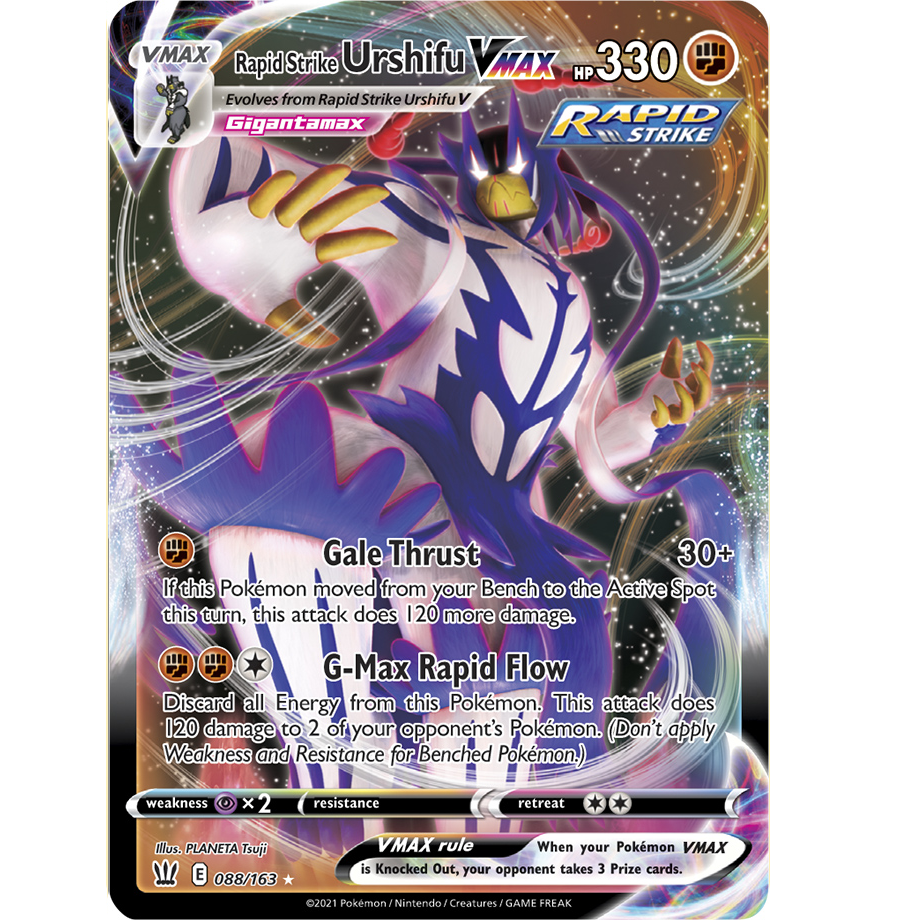 VMAX
Rapid Strike Urshifu VMAX HP 330
Evolves from Rapid Strike Urshifu V
Gigantamax
RAPID STRIKE
Gale Thrust 30+
If this Pokémon moved from your Bench to the Active Spot
this turn, this attack does 120 more damage.
G-Max Rapid Flow
Discard all Energy from this Pokémon. This attack does
120 damage to 2 of your opponent's Pokémon. (Don't apply
Weakness and Resistance for Benched Pokémon.)
weakness ×2 resistance retreat
Illus. PLANETA Tsuji
VMAX rule When your Pokémon VMAX
is Knocked Out, your opponent takes 3 Prize cards.
E 088/163
©2021 Pokémon / Nintendo / Creatures / GAME FREAK